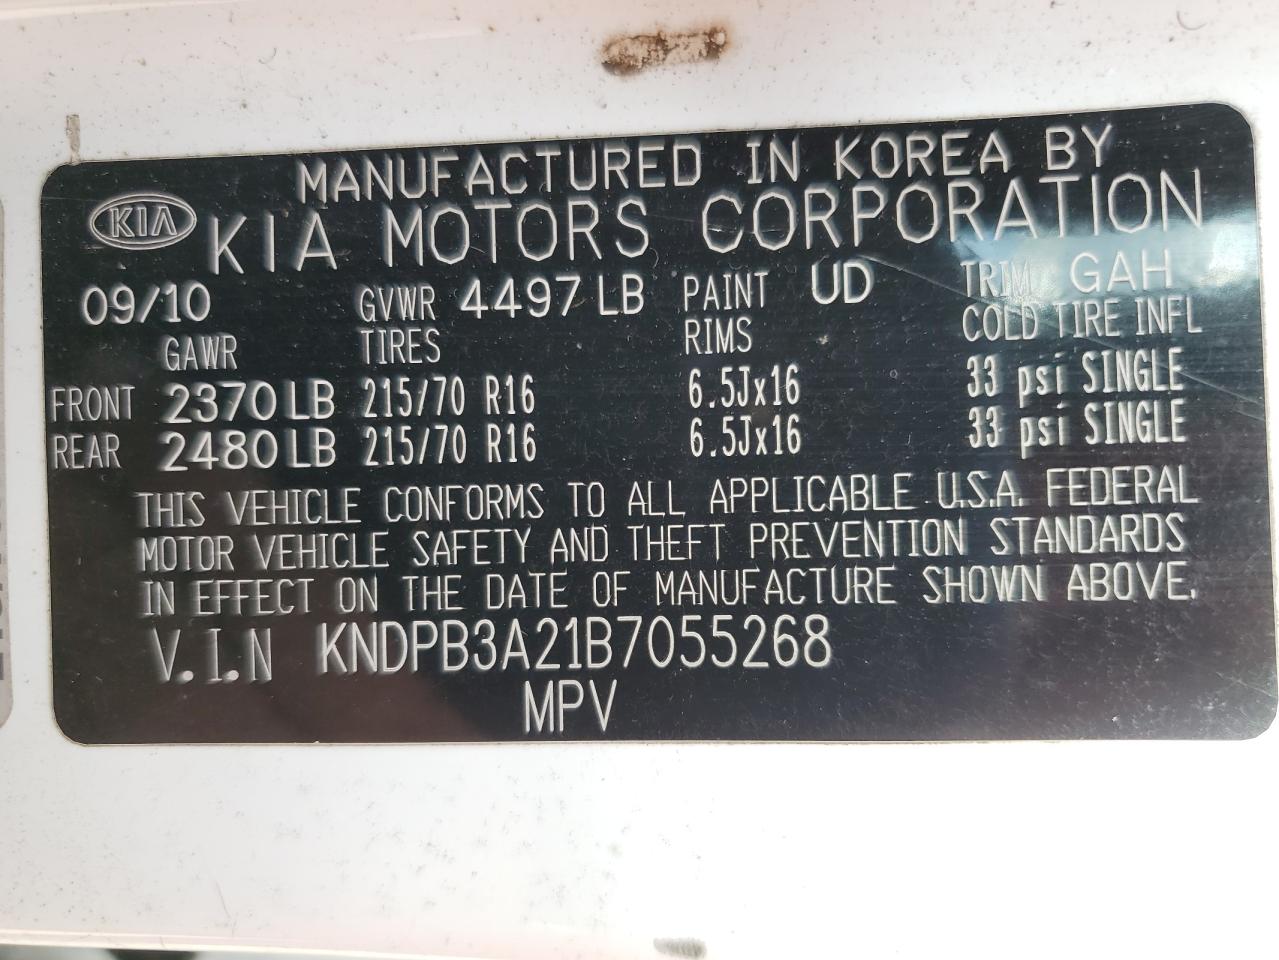 MANUFACTURED IN KOREA BY
KIA KIA MOTORS CORPORATION
09/10 GVWR 4497 LB PAINT UD TRIM GAH
GAWR TIRES RIMS COLD TIRE INFL
FRONT 2370 LB 215/70 R16 6.5Jx16 33 psi SINGLE
REAR 2480 LB 215/70 R16 6.5Jx16 33 psi SINGLE
THIS VEHICLE CONFORMS TO ALL APPLICABLE U.S.A. FEDERAL
MOTOR VEHICLE SAFETY AND THEFT PREVENTION STANDARDS
IN EFFECT ON THE DATE OF MANUFACTURE SHOWN ABOVE.
V.I.N KNDPB3A21B7055268
MPV